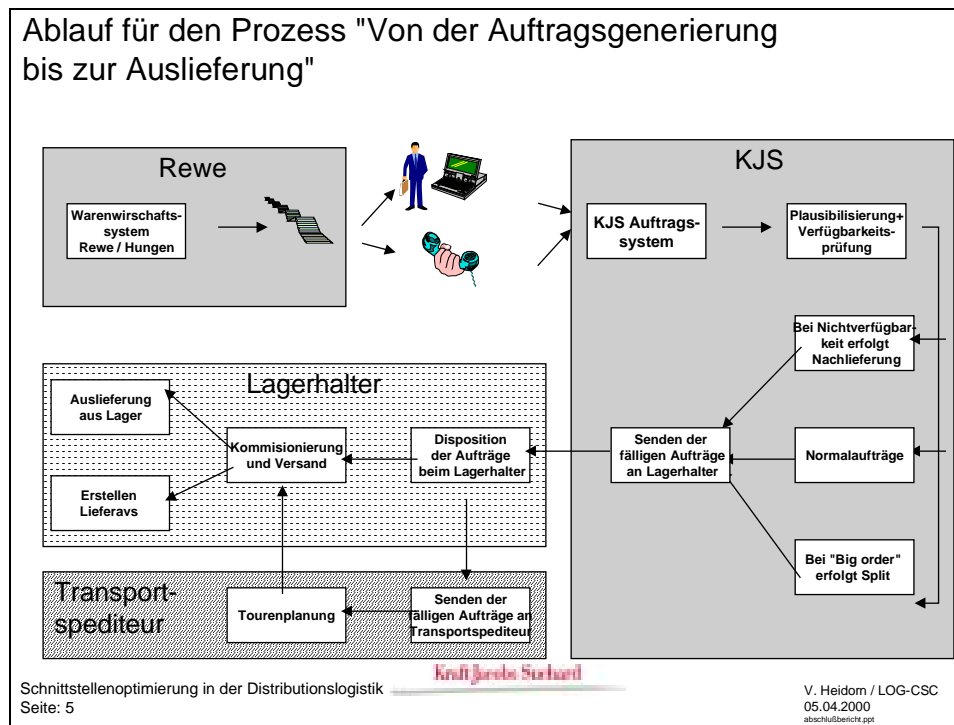 Ablauf für den Prozess "Von der Auftragsgenerierung
bis zur Auslieferung"
Rewe
Warenwirschafts-
system
Rewe / Hungen
KJS
KJS Auftrags-
system
Plausibilisierung+
Verfügbarkeits-
prüfung
Bei Nichtverfügbar-
keit erfolgt
Nachlieferung
Lagerhalter
Auslieferung
aus Lager
Kommisionierung
und Versand
Disposition
der Aufträge
beim Lagerhalter
Senden der
fälligen Aufträge
an Lagerhalter
Normalaufträge
Erstellen
Lieferavs
Bei "Big order"
erfolgt Split
Transport-
spediteur
Tourenplanung
Senden der
fälligen Aufträge an
Transportspediteur
Kraft Jacobs Suchard
Schnittstellenoptimierung in der Distributionslogistik
Seite: 5
V. Heidorn / LOG-CSC
05.04.2000
abschlußbericht.ppt